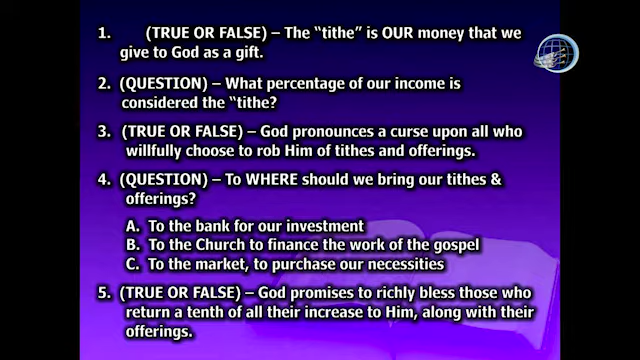 1. (TRUE OR FALSE) – The “tithe” is OUR money that we
give to God as a gift.
2. (QUESTION) – What percentage of our income is
considered the “tithe?
3. (TRUE OR FALSE) – God pronounces a curse upon all who
willfully choose to rob Him of tithes and offerings.
4. (QUESTION) – To WHERE should we bring our tithes &
offerings?
A. To the bank for our investment
B. To the Church to finance the work of the gospel
C. To the market, to purchase our necessities
5. (TRUE OR FALSE) – God promises to richly bless those who
return a tenth of all their increase to Him, along with their
offerings.